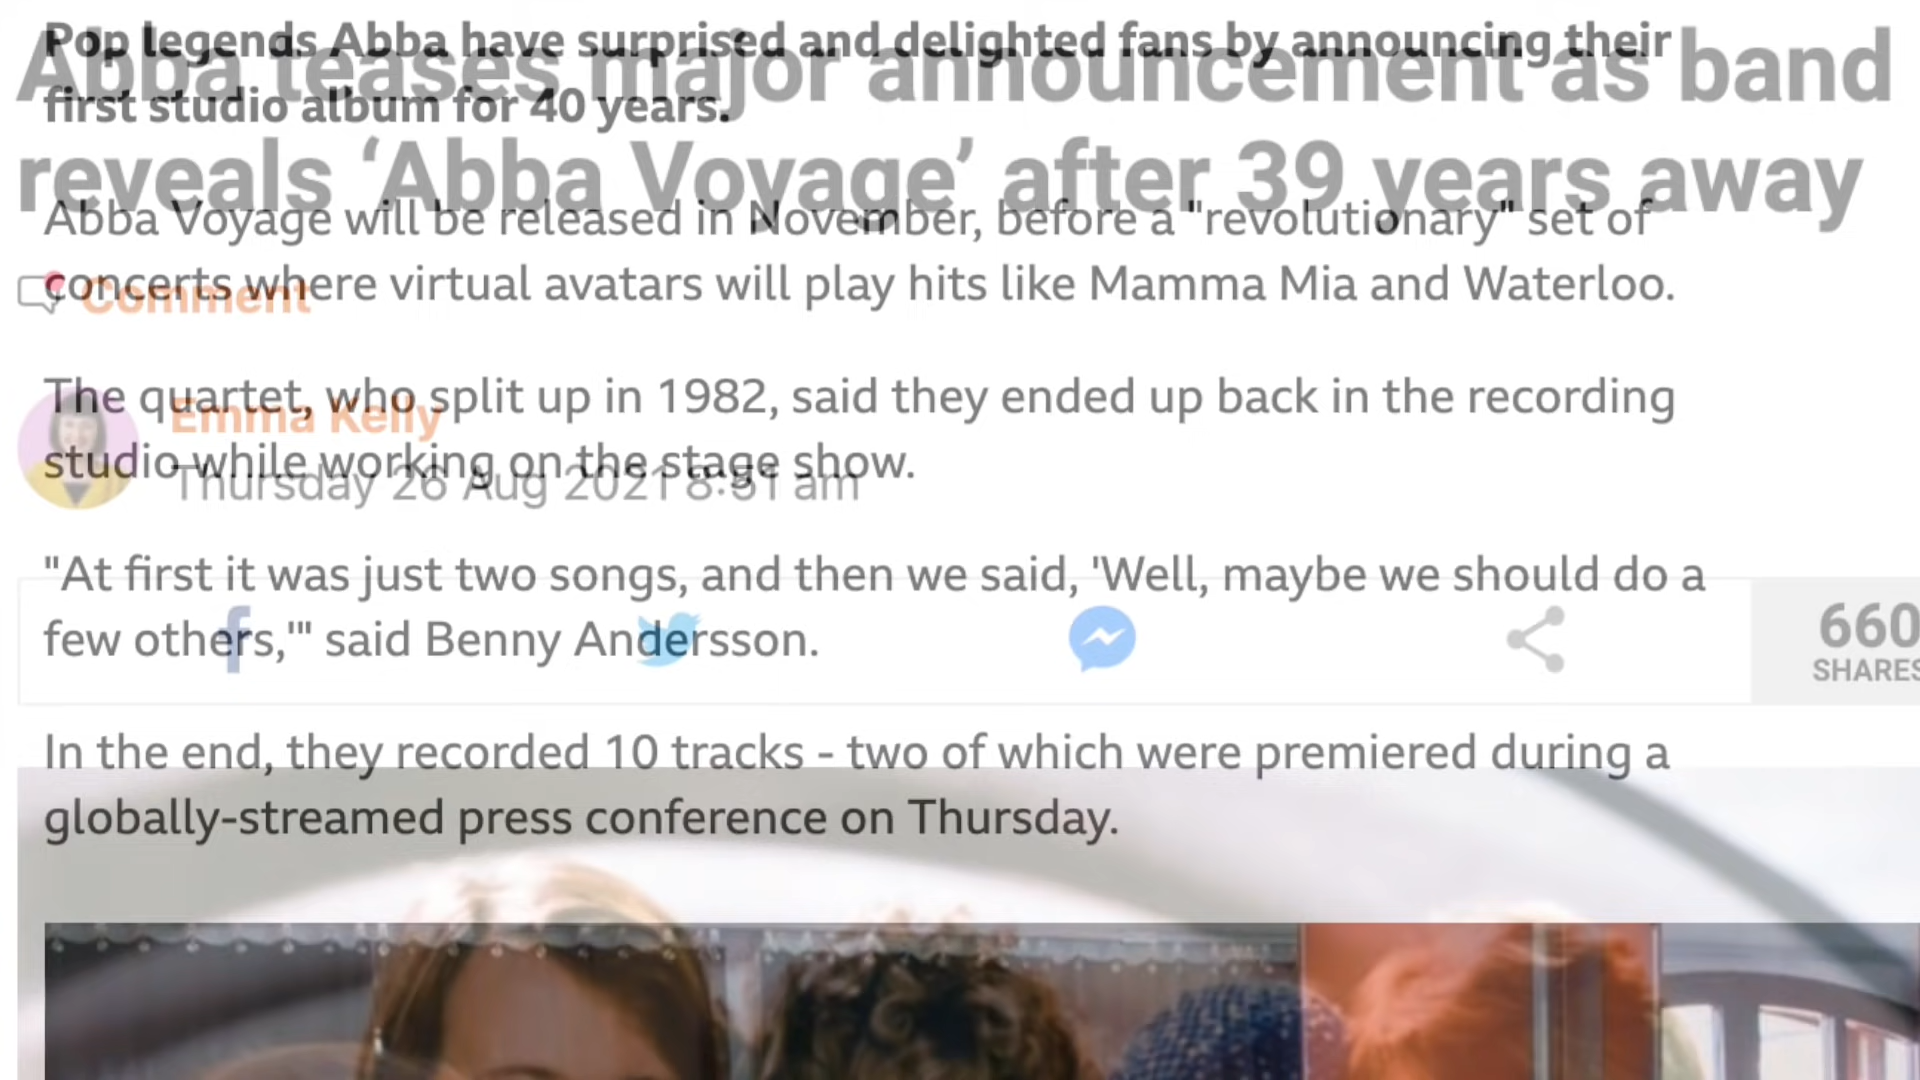 Pop legends Abba have surprised and delighted fans by announcing their
first studio album for 40 years.
Abba teases major announcement as band
reveals ‘Abba Voyage’ after 39 years away
Abba Voyage will be released in November, before a "revolutionary" set of
concerts where virtual avatars will play hits like Mamma Mia and Waterloo.
Comment
The quartet, who split up in 1982, said they ended up back in the recording
studio while working on the stage show.
Emma Kelly
Thursday 26 Aug 2021 8:51 am
"At first it was just two songs, and then we said, 'Well, maybe we should do a
few others,'" said Benny Andersson.
660
SHARES
In the end, they recorded 10 tracks - two of which were premiered during a
globally-streamed press conference on Thursday.